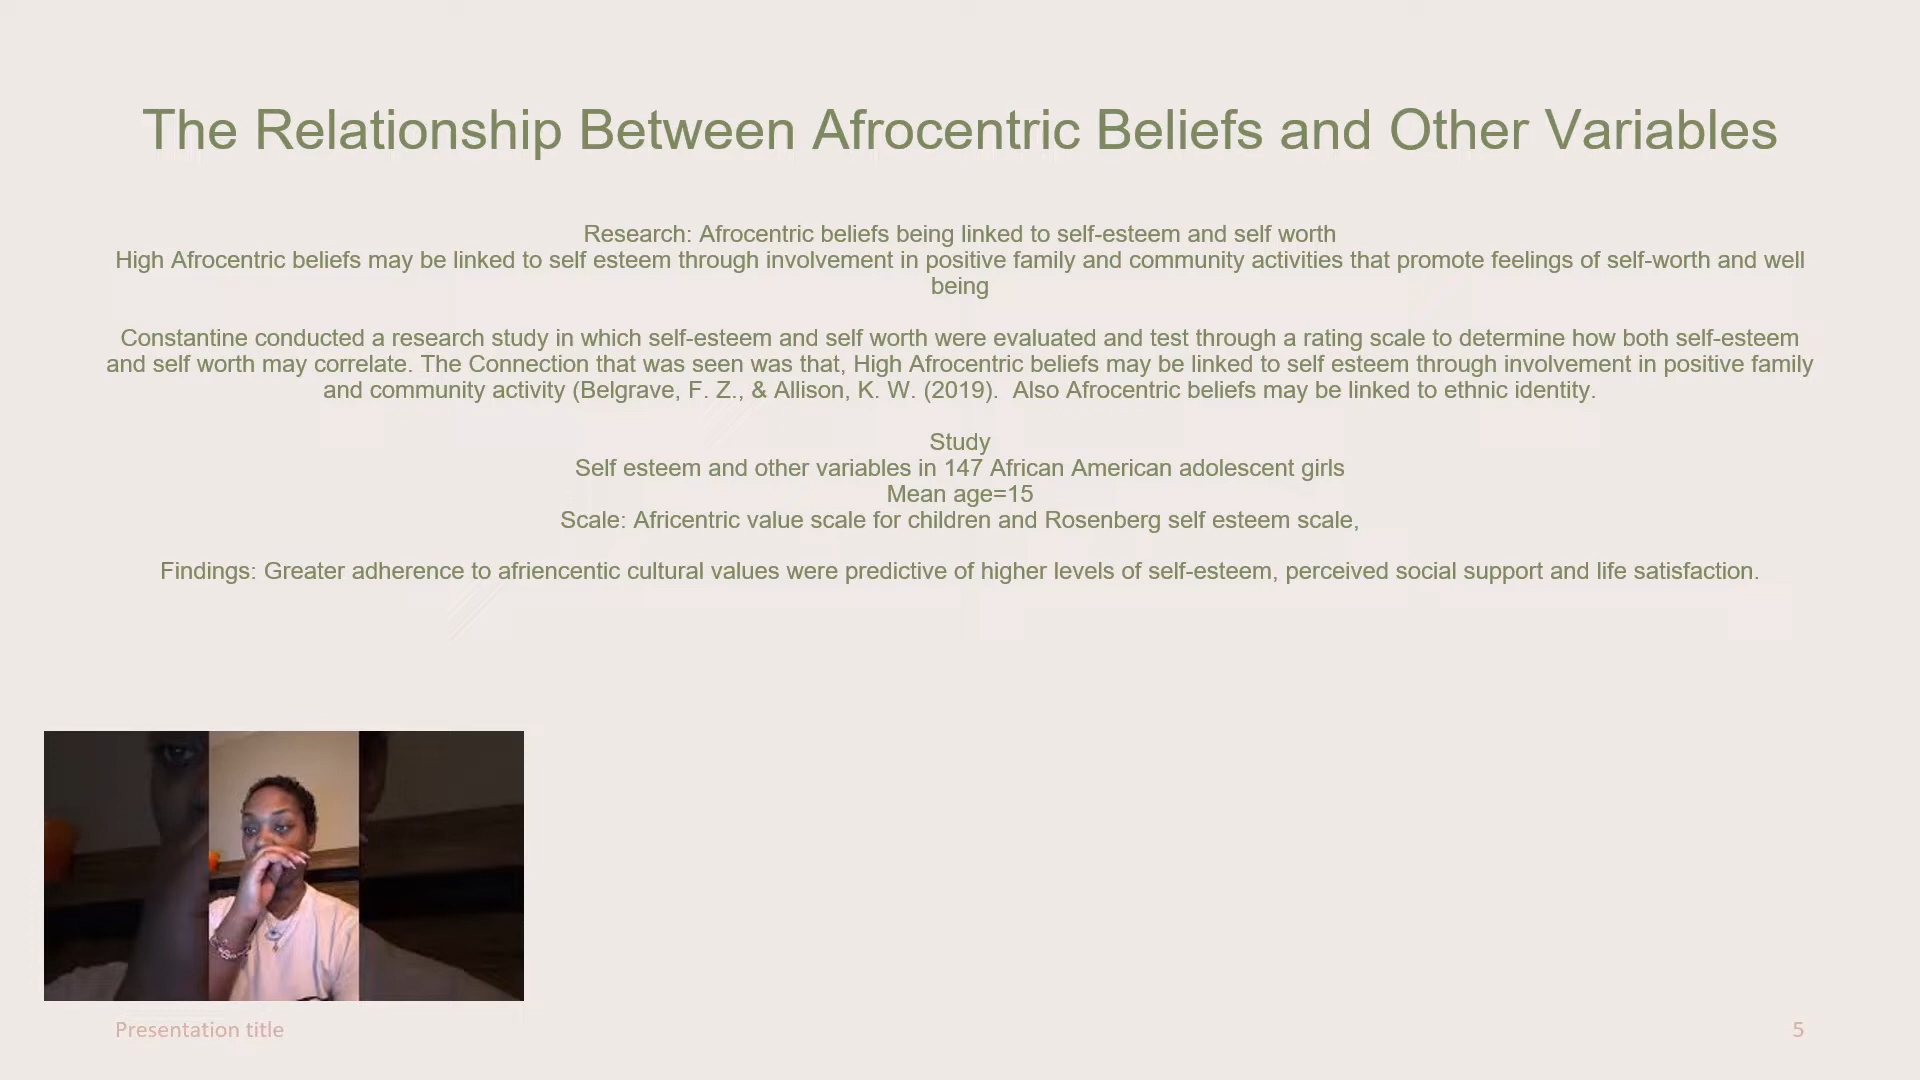 The Relationship Between Afrocentric Beliefs and Other Variables
Research: Afrocentric beliefs being linked to self-esteem and self worth
High Afrocentric beliefs may be linked to self esteem through involvement in positive family and community activities that promote feelings of self-worth and well
being
Constantine conducted a research study in which self-esteem and self worth were evaluated and test through a rating scale to determine how both self-esteem
and self worth may correlate. The Connection that was seen was that, High Afrocentric beliefs may be linked to self esteem through involvement in positive family
and community activity (Belgrave, F. Z., & Allison, K. W. (2019).  Also Afrocentric beliefs may be linked to ethnic identity.
Study
Self esteem and other variables in 147 African American adolescent girls
Mean age=15
Scale: Africentric value scale for children and Rosenberg self esteem scale,
Findings: Greater adherence to afriencentic cultural values were predictive of higher levels of self-esteem, perceived social support and life satisfaction.
Presentation title
5